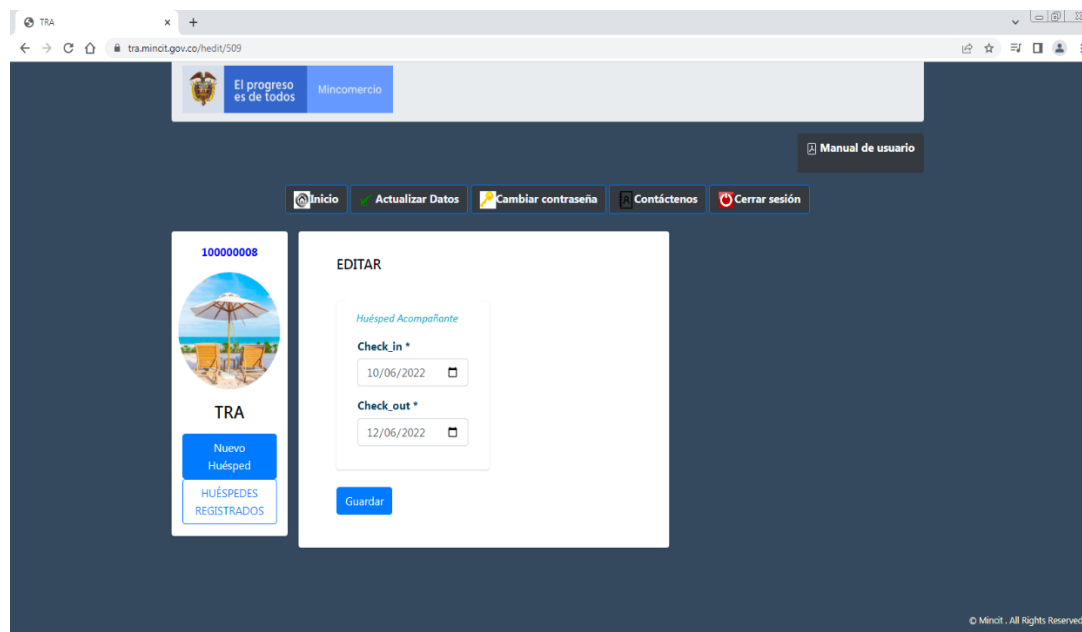 TRA
tra.mincit.gov.co/hedit/509
El progreso
es de todos
Mincomercio
Manual de usuario
Inicio
Actualizar Datos
Cambiar contraseña
Contáctenos
Cerrar sesión
100000008
TRA
Nuevo
Huésped
HUÉSPEDES
REGISTRADOS
EDITAR
Huésped Acompañante
Check_in *
10/06/2022
Check_out *
12/06/2022
Guardar
© Mincit . All Rights Reserved